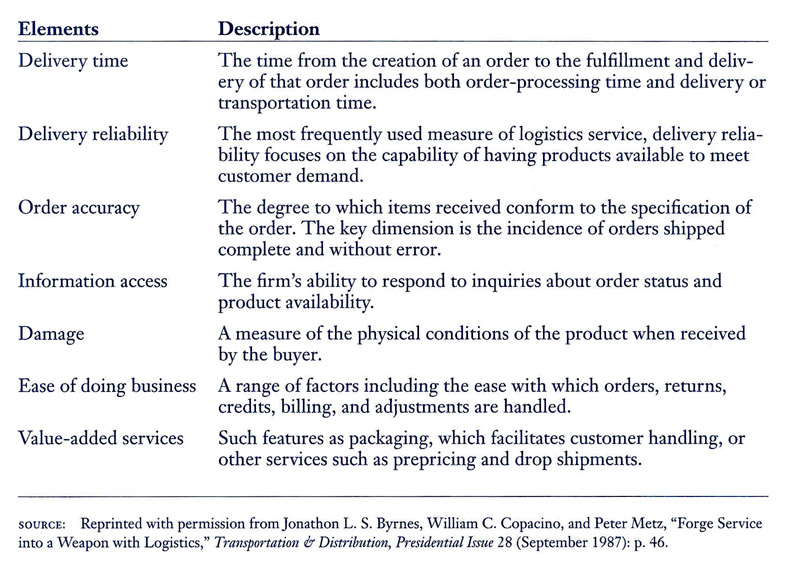 Elements Description
Delivery time The time from the creation of an order to the fulfillment and deliv-
ery of that order includes both order-processing time and delivery or
transportation time.
Delivery reliability The most frequently used measure of logistics service, delivery relia-
bility focuses on the capability of having products available to meet
customer demand.
Order accuracy The degree to which items received conform to the specification of
the order. The key dimension is the incidence of orders shipped
complete and without error.
Information access The firm's ability to respond to inquiries about order status and
product availability.
Damage A measure of the physical conditions of the product when received
by the buyer.
Ease of doing business A range of factors including the ease with which orders, returns,
credits, billing, and adjustments are handled.
Value-added services Such features as packaging, which facilitates customer handling, or
other services such as prepricing and drop shipments.
SOURCE: Reprinted with permission from Jonathon L. S. Byrnes, William C. Copacino, and Peter Metz, “Forge Service
into a Weapon with Logistics,” Transportation & Distribution, Presidential Issue 28 (September 1987): p. 46.